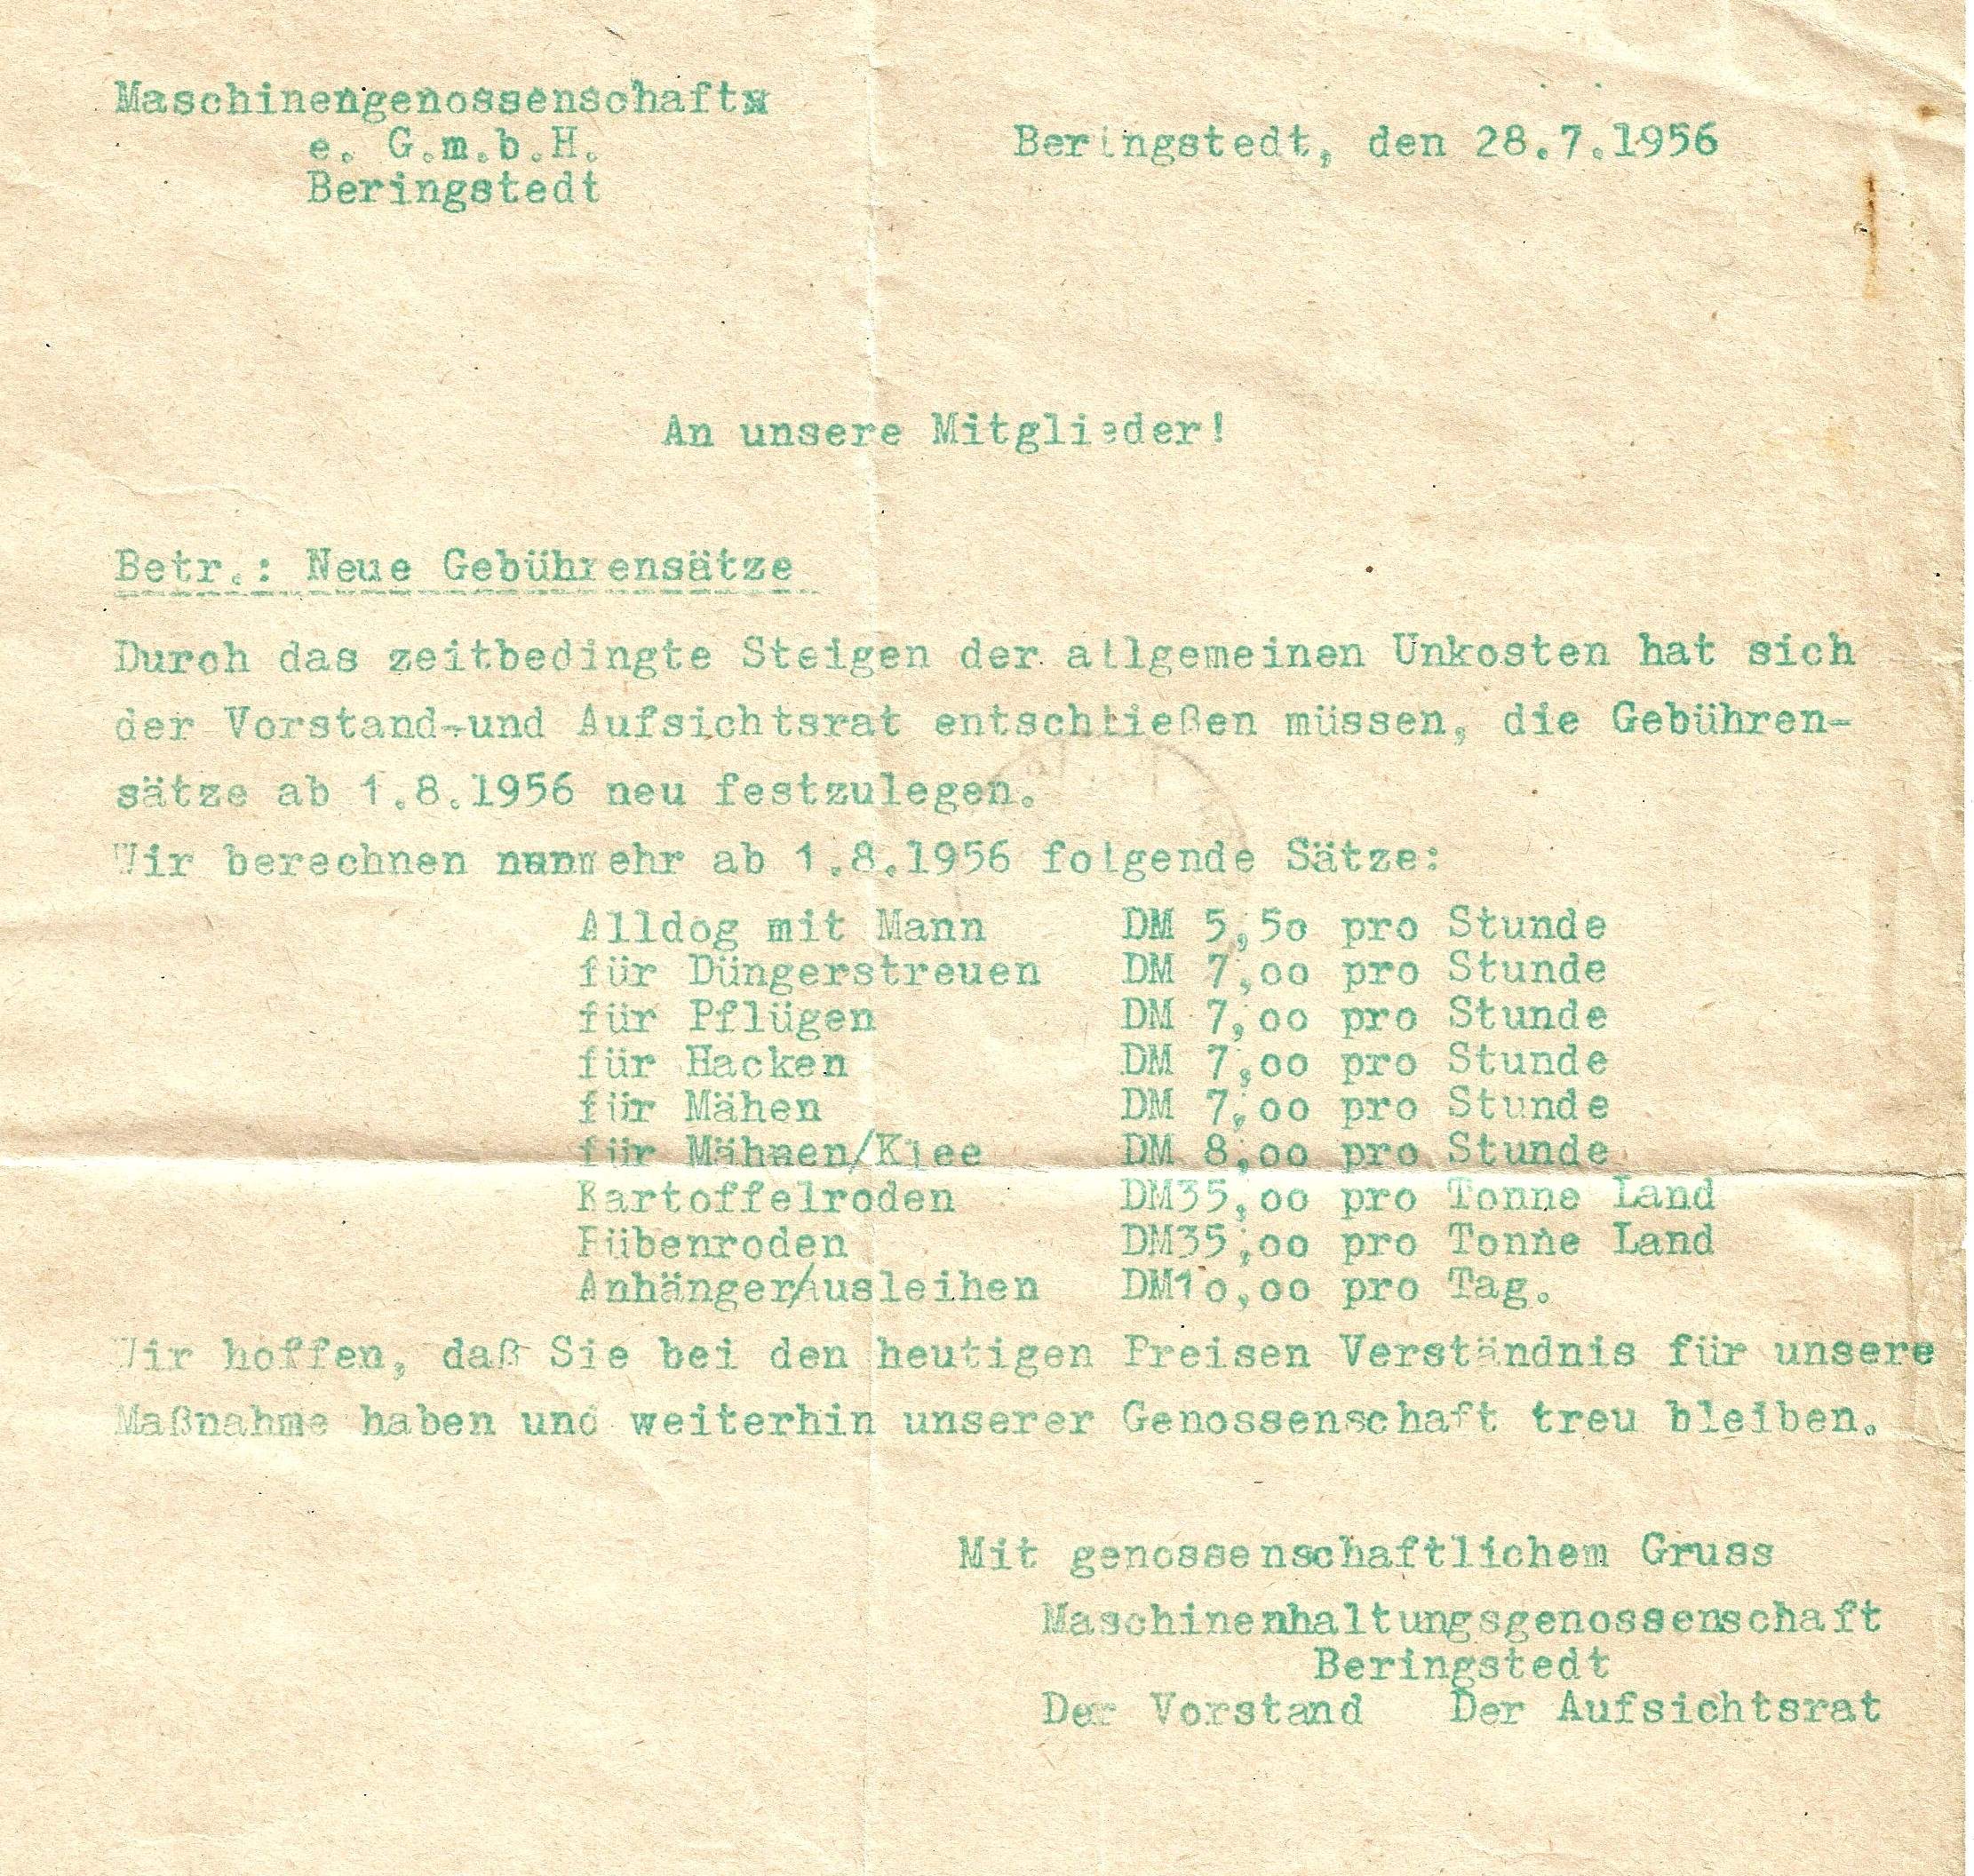 Maschinengenossenschaft
e. G.m.b.H.
Beringstedt
Beringstedt, den 28.7.1956
An unsere Mitglieder!
Betr.: Neue Gebührensätze
Durch das zeitbedingte Steigen der allgemeinen Unkosten hat sich
der Vorstand-und Aufsichtsrat entschließen müssen, die Gebühren-
sätze ab 1.8.1956 neu festzulegen.
Wir berechnen nunmehr ab 1.8.1956 folgende Sätze:
Alldog mit Mann DM 5,5o pro Stunde
für Düngerstreuen DM 7,oo pro Stunde
für Pflügen DM 7,oo pro Stunde
für Hacken DM 7,oo pro Stunde
für Mähen DM 7,oo pro Stunde
für Mähnen/Klee DM 8,oo pro Stunde
Kartoffelroden DM35,oo pro Tonne Land
Rübenroden DM35,oo pro Tonne Land
Anhänger/Ausleihen DM1o,oo pro Tag.
Wir hoffen, daß Sie bei den heutigen Preisen Verständnis für unsere
Maßnahme haben und weiterhin unserer Genossenschaft treu bleiben.
Mit genossenschaftlichem Gruss
Maschinenhaltungsgenossenschaft
Beringstedt
Der Vorstand Der Aufsichtsrat